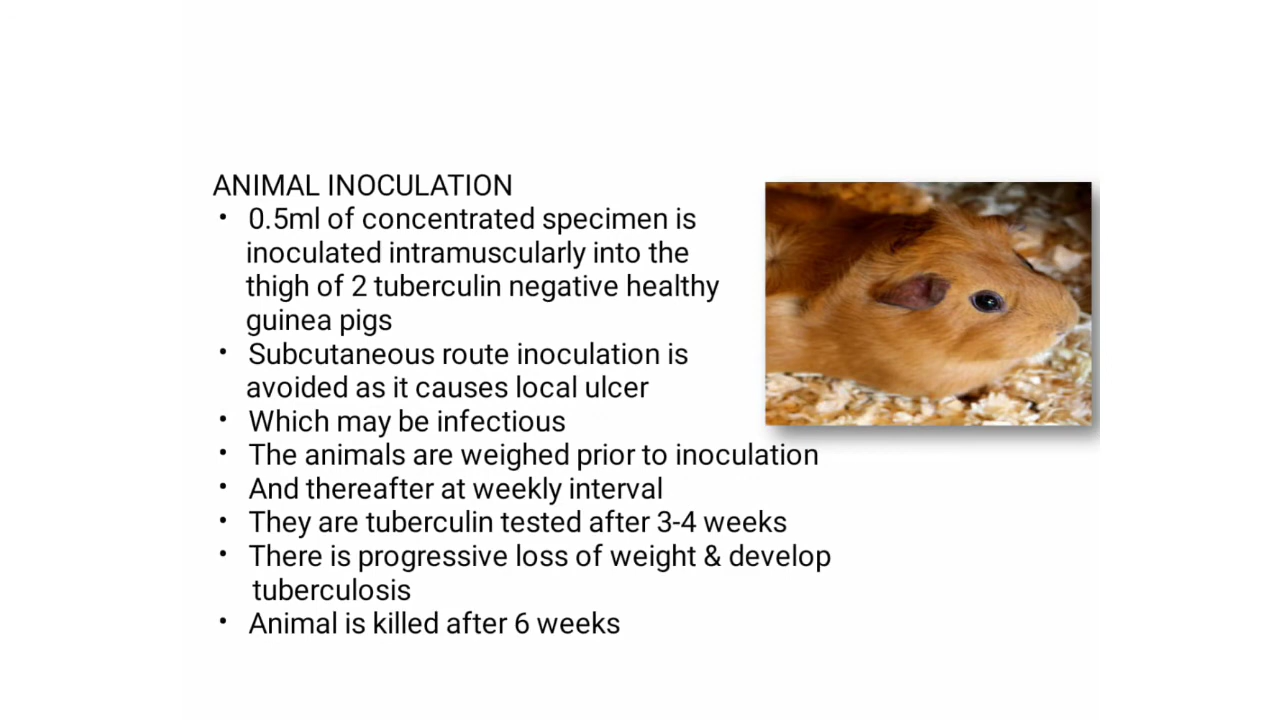 ANIMAL INOCULATION
• 0.5ml of concentrated specimen is
inoculated intramuscularly into the
thigh of 2 tuberculin negative healthy
guinea pigs
• Subcutaneous route inoculation is
avoided as it causes local ulcer
• Which may be infectious
• The animals are weighed prior to inoculation
• And thereafter at weekly interval
• They are tuberculin tested after 3-4 weeks
• There is progressive loss of weight & develop
tuberculosis
• Animal is killed after 6 weeks